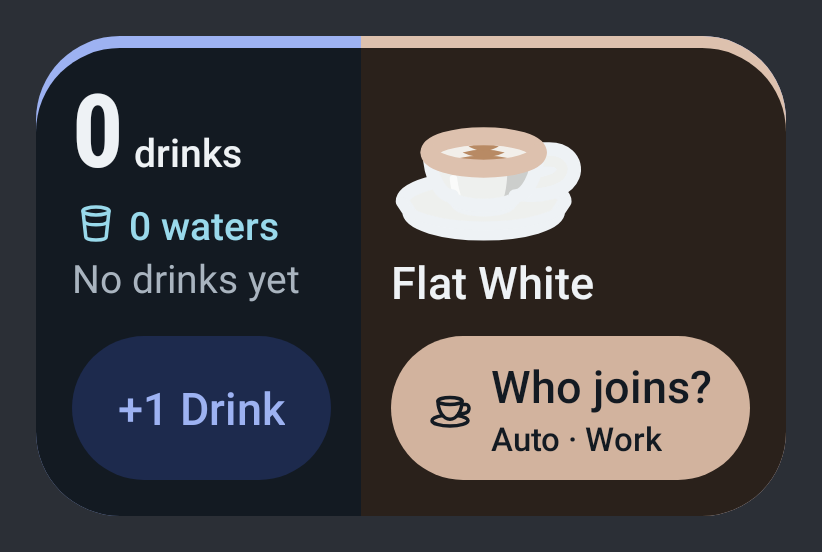 0 drinks
0 waters
No drinks yet
+1 Drink
Flat White
Who joins?
Auto · Work